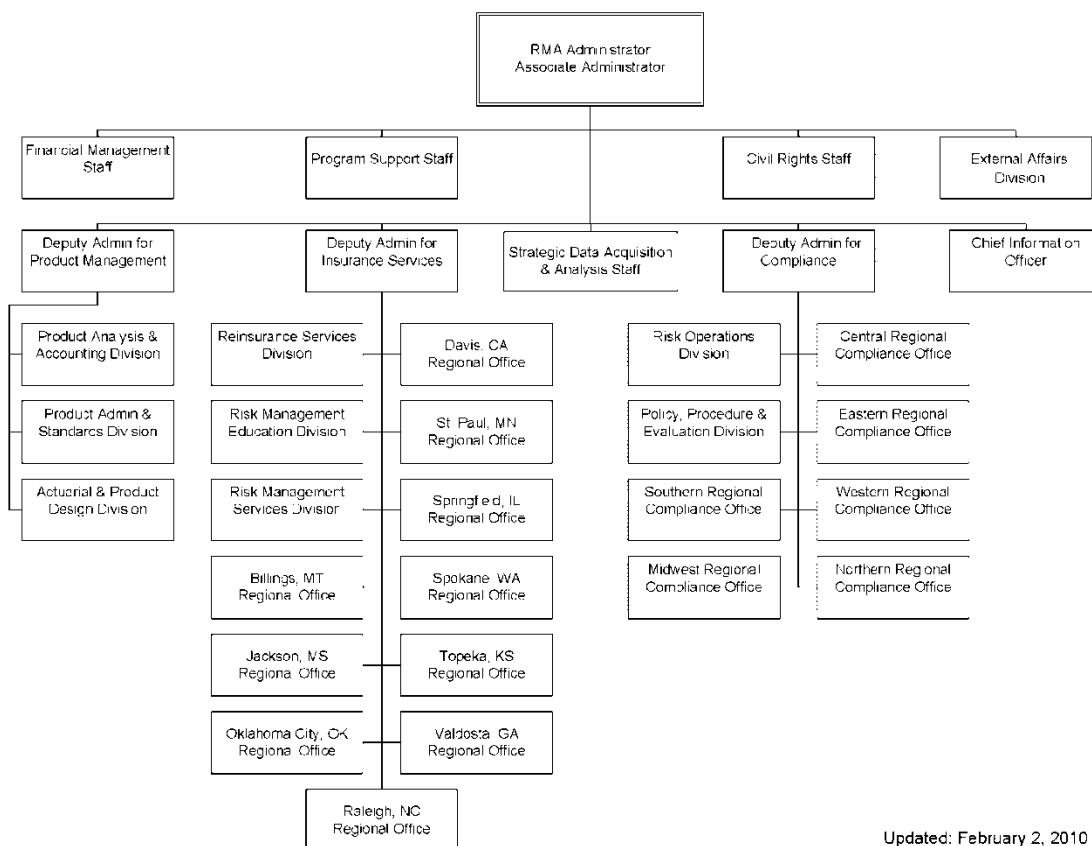 RMA Administrator
Associate Administrator
Financial Management
Staff
Program Support Staff
Civil Rights Staff
External Affairs
Division
Deputy Admin for
Product Management
Deputy Admin for
Insurance Services
Strategic Data Acquisition
& Analysis Staff
Deputy Admin for
Compliance
Chief Information
Officer
Product Analysis &
Accounting Division
Reinsurance Services
Division
Davis, CA
Regional Office
Risk Operations
Division
Central Regional
Compliance Office
Product Admin &
Standards Division
Risk Management
Education Division
St. Paul, MN
Regional Office
Policy, Procedure &
Evaluation Division
Eastern Regional
Compliance Office
Actuarial & Product
Design Division
Risk Management
Services Division
Springfield, IL
Regional Office
Southern Regional
Compliance Office
Western Regional
Compliance Office
Billings, MT
Regional Office
Spokane, WA
Regional Office
Midwest Regional
Compliance Office
Northern Regional
Compliance Office
Jackson, MS
Regional Office
Topeka, KS
Regional Office
Oklahoma City, OK
Regional Office
Valdosta, GA
Regional Office
Raleigh, NC
Regional Office
Updated: February 2, 2010